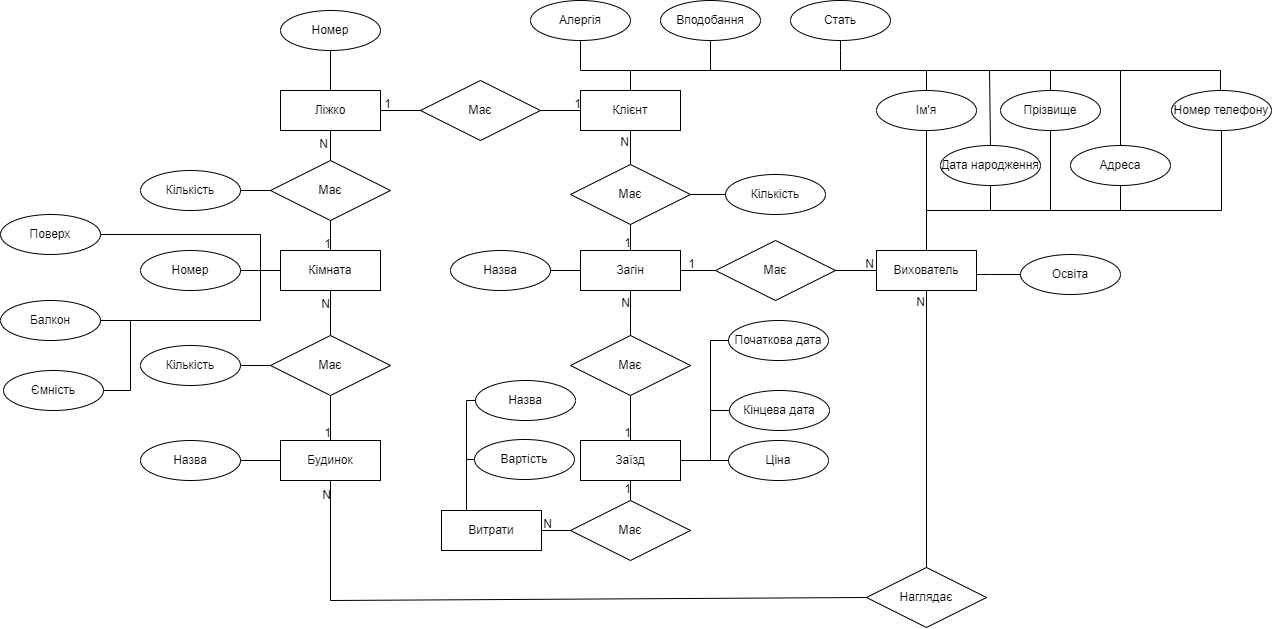 Алергія
Вподобання
Стать
Номер
Ліжко
1
Має
1
Клієнт
Ім'я
Прізвище
Номер телефону
N
N
Дата народження
Адреса
Кількість
Має
Має
Кількість
Поверх
1
1
Номер
Кімната
Назва
Загін
1
Має
N
Вихователь
Освіта
N
N
N
Балкон
Початкова дата
Кількість
Має
Має
Ємність
Назва
Кінцева дата
1
1
Назва
Будинок
Вартість
Заїзд
Ціна
N
1
Витрати
N
Має
Наглядає